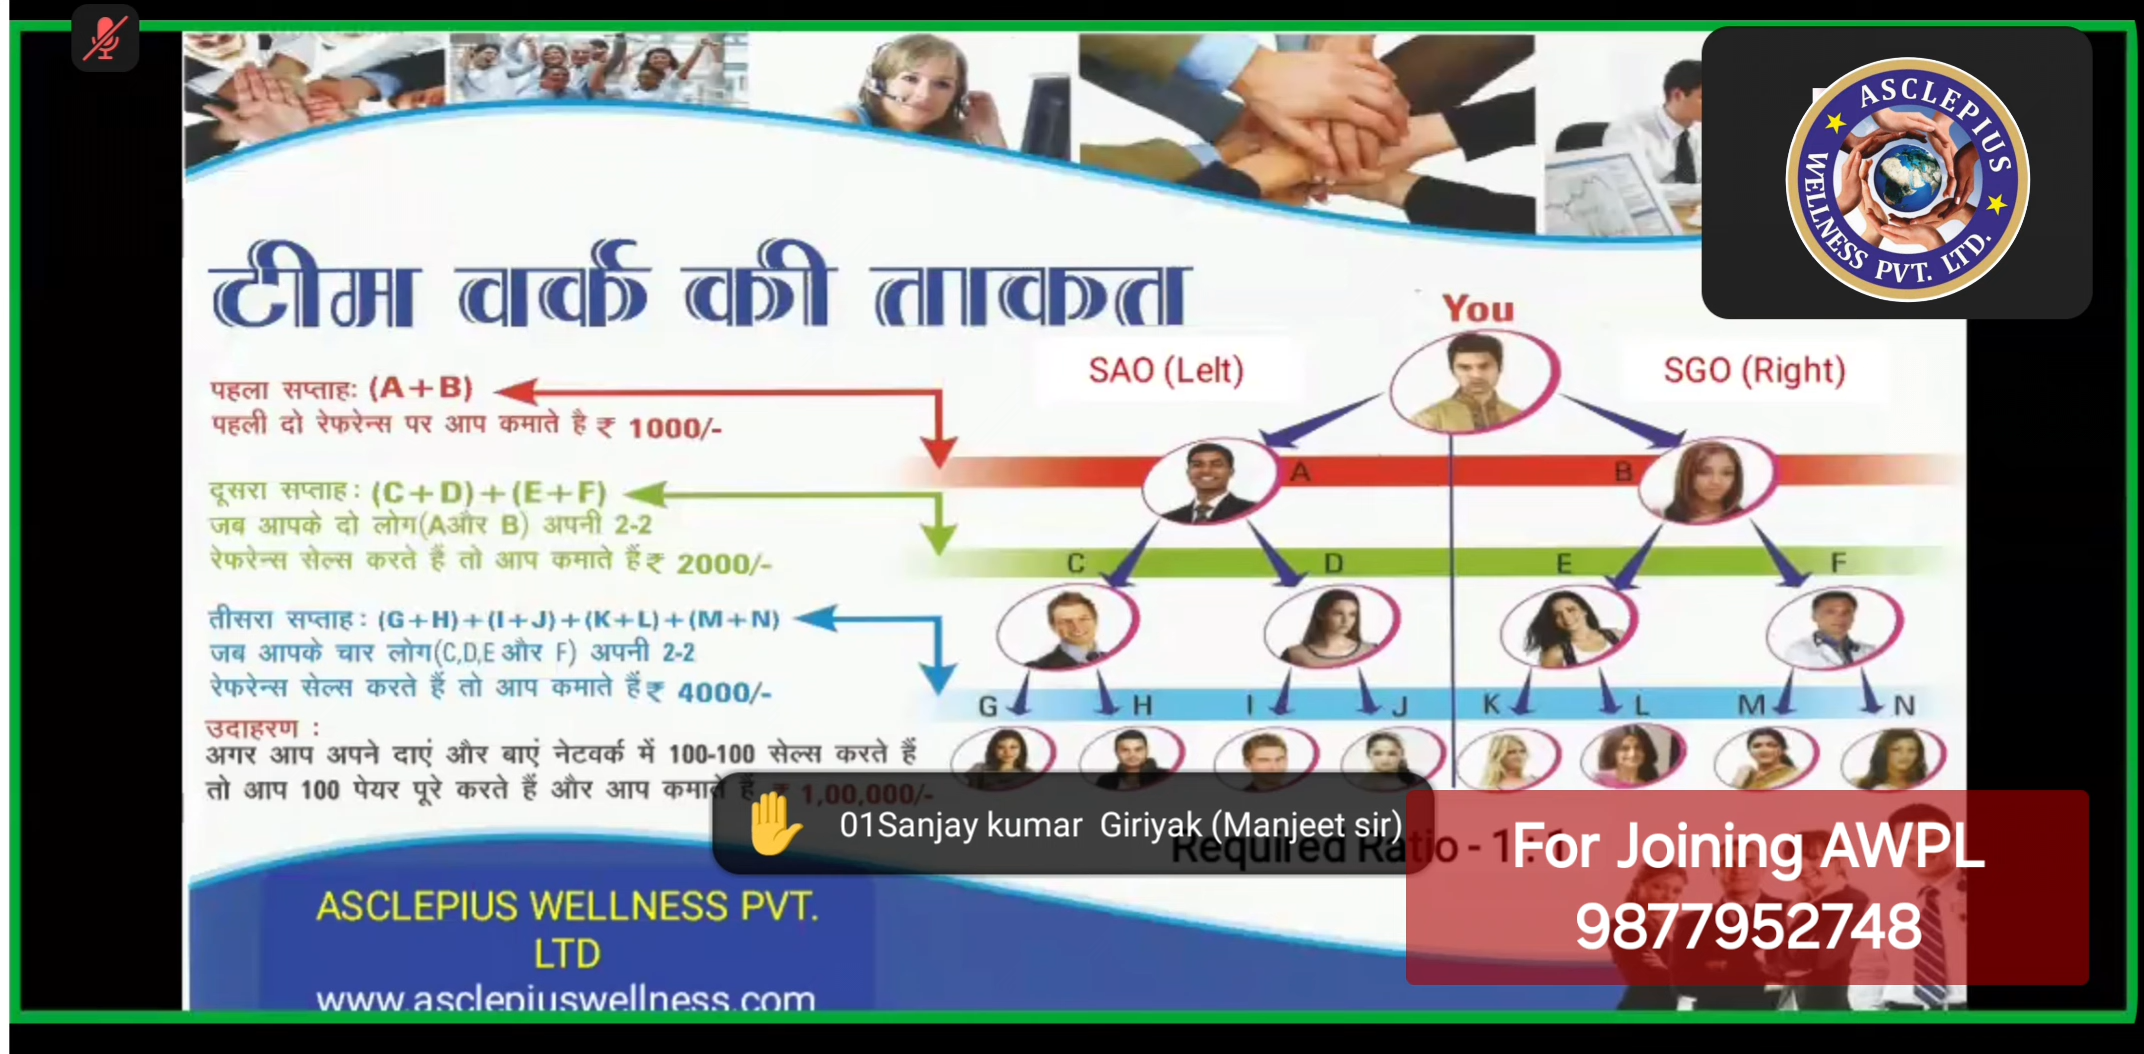 ASCLEPIUS WELLNESS PVT. LTD.
टीम वर्क की ताकत
You
SAO (Lelt)
SGO (Right)
पहला सप्ताह: (A+B)
पहली दो रेफरेन्स पर आप कमाते है ₹ 1000/-
A
B
दूसरा सप्ताह: (C+D)+(E+F)
जब आपके दो लोग(Aऔर B) अपनी 2-2
रेफरेन्स सेल्स करते हैं तो आप कमाते हैं ₹ 2000/-
C
D
E
F
तीसरा सप्ताह: (G+H)+(I+J)+(K+L)+(M+N)
जब आपके चार लोग(C,D,E और F) अपनी 2-2
रेफरेन्स सेल्स करते हैं तो आप कमाते हैं ₹ 4000/-
G
H
I
J
K
L
M
N
उदाहरण :
अगर आप अपने दाएं और बाएं नेटवर्क में 100-100 सेल्स करते हैं
तो आप 100 पेयर पूरे करते हैं और आप कमाते हैं ₹ 1,00,000/-
01Sanjay kumar Giriyak (Manjeet sir)
Required Ratio - 1 : 1
For Joining AWPL
9877952748
ASCLEPIUS WELLNESS PVT.
LTD
www.asclepiuswellness.com